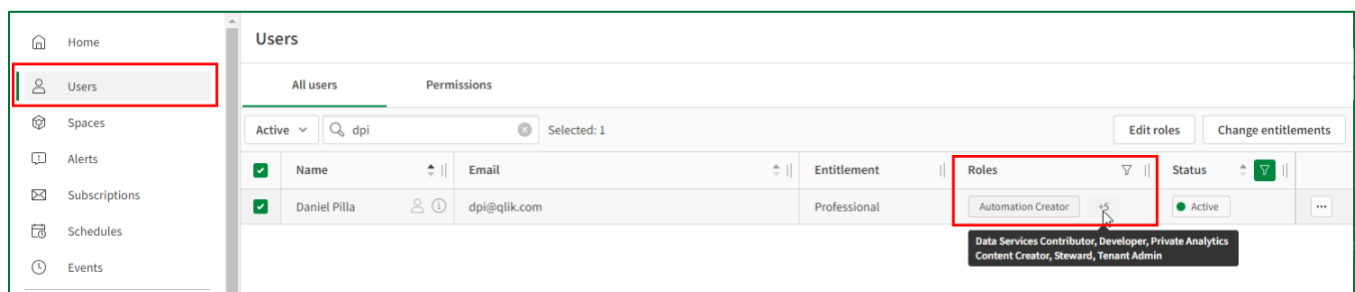 Home
Users
Spaces
Alerts
Subscriptions
Schedules
Events
Users
All users Permissions
Active dpi Selected: 1 Edit roles Change entitlements
Name Email Entitlement Roles Status
Daniel Pilla dpi@qlik.com Professional Automation Creator +5 Active ...
Data Services Contributor, Developer, Private Analytics
Content Creator, Steward, Tenant Admin